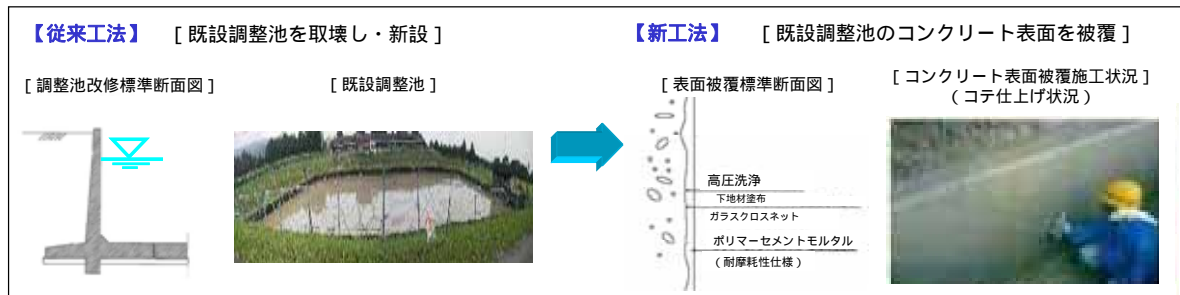 【従来工法】 [ 既設調整池を取壊し・新設 ]
[ 調整池改修標準断面図 ]
[ 既設調整池 ]
【新工法】 [ 既設調整池のコンクリート表面を被覆 ]
[ 表面被覆標準断面図 ]
[ コンクリート表面被覆施工状況 ]
( コテ仕上げ状況 )
高圧洗浄
下地材塗布
ガラスクロスネット
ポリマーセメントモルタル
( 耐摩耗性仕様 )